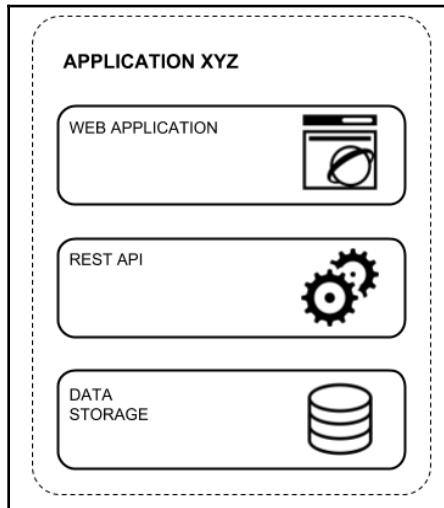 APPLICATION XYZ
WEB APPLICATION
REST API
DATA
STORAGE